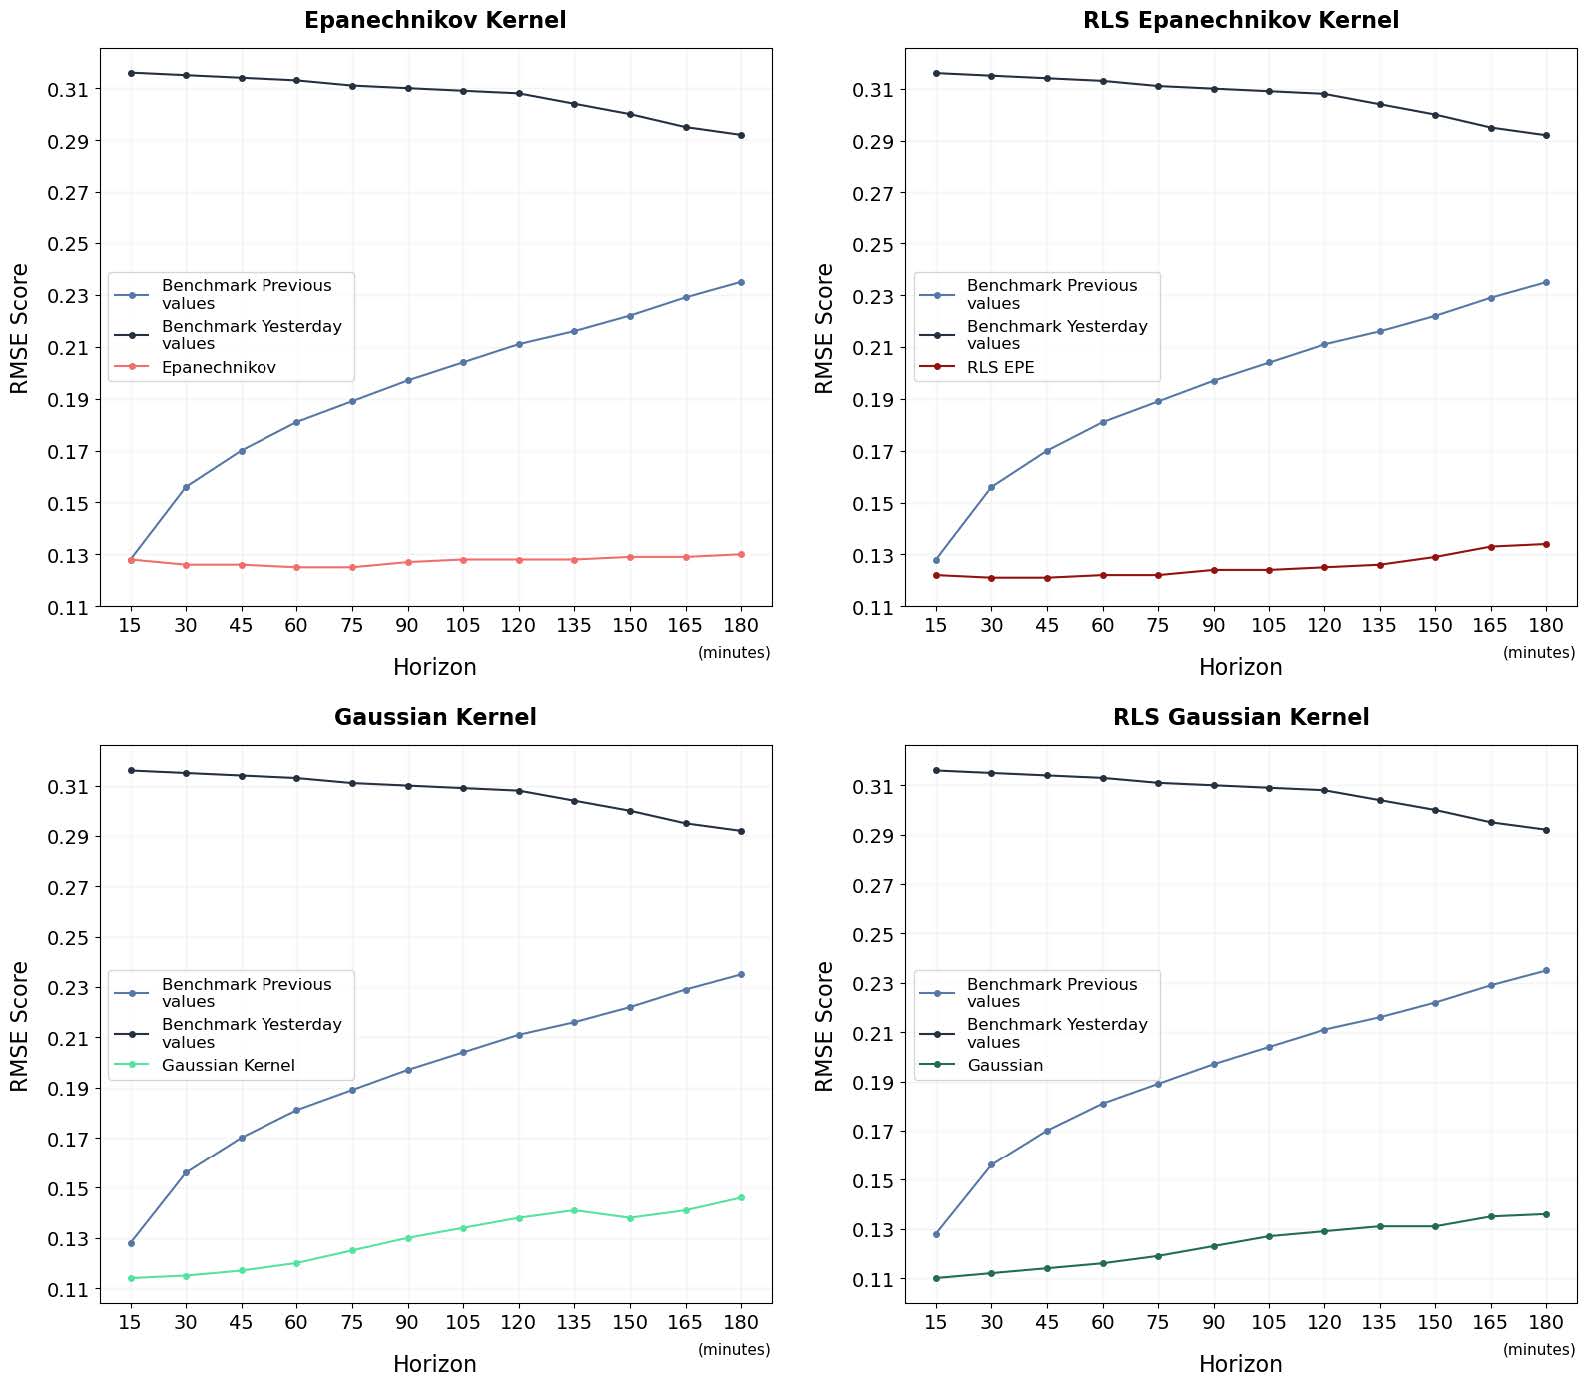 Epanechnikov Kernel
RMSE Score
0.31
0.29
0.27
0.25
0.23
0.21
0.19
0.17
0.15
0.13
0.11
Benchmark Previous
values
Benchmark Yesterday
values
Epanechnikov
15 30 45 60 75 90 105 120 135 150 165 180
(minutes)
Horizon
RLS Epanechnikov Kernel
RMSE Score
0.31
0.29
0.27
0.25
0.23
0.21
0.19
0.17
0.15
0.13
0.11
Benchmark Previous
values
Benchmark Yesterday
values
RLS EPE
15 30 45 60 75 90 105 120 135 150 165 180
(minutes)
Horizon
Gaussian Kernel
RMSE Score
0.31
0.29
0.27
0.25
0.23
0.21
0.19
0.17
0.15
0.13
0.11
Benchmark Previous
values
Benchmark Yesterday
values
Gaussian Kernel
15 30 45 60 75 90 105 120 135 150 165 180
(minutes)
Horizon
RLS Gaussian Kernel
RMSE Score
0.31
0.29
0.27
0.25
0.23
0.21
0.19
0.17
0.15
0.13
0.11
Benchmark Previous
values
Benchmark Yesterday
values
Gaussian
15 30 45 60 75 90 105 120 135 150 165 180
(minutes)
Horizon